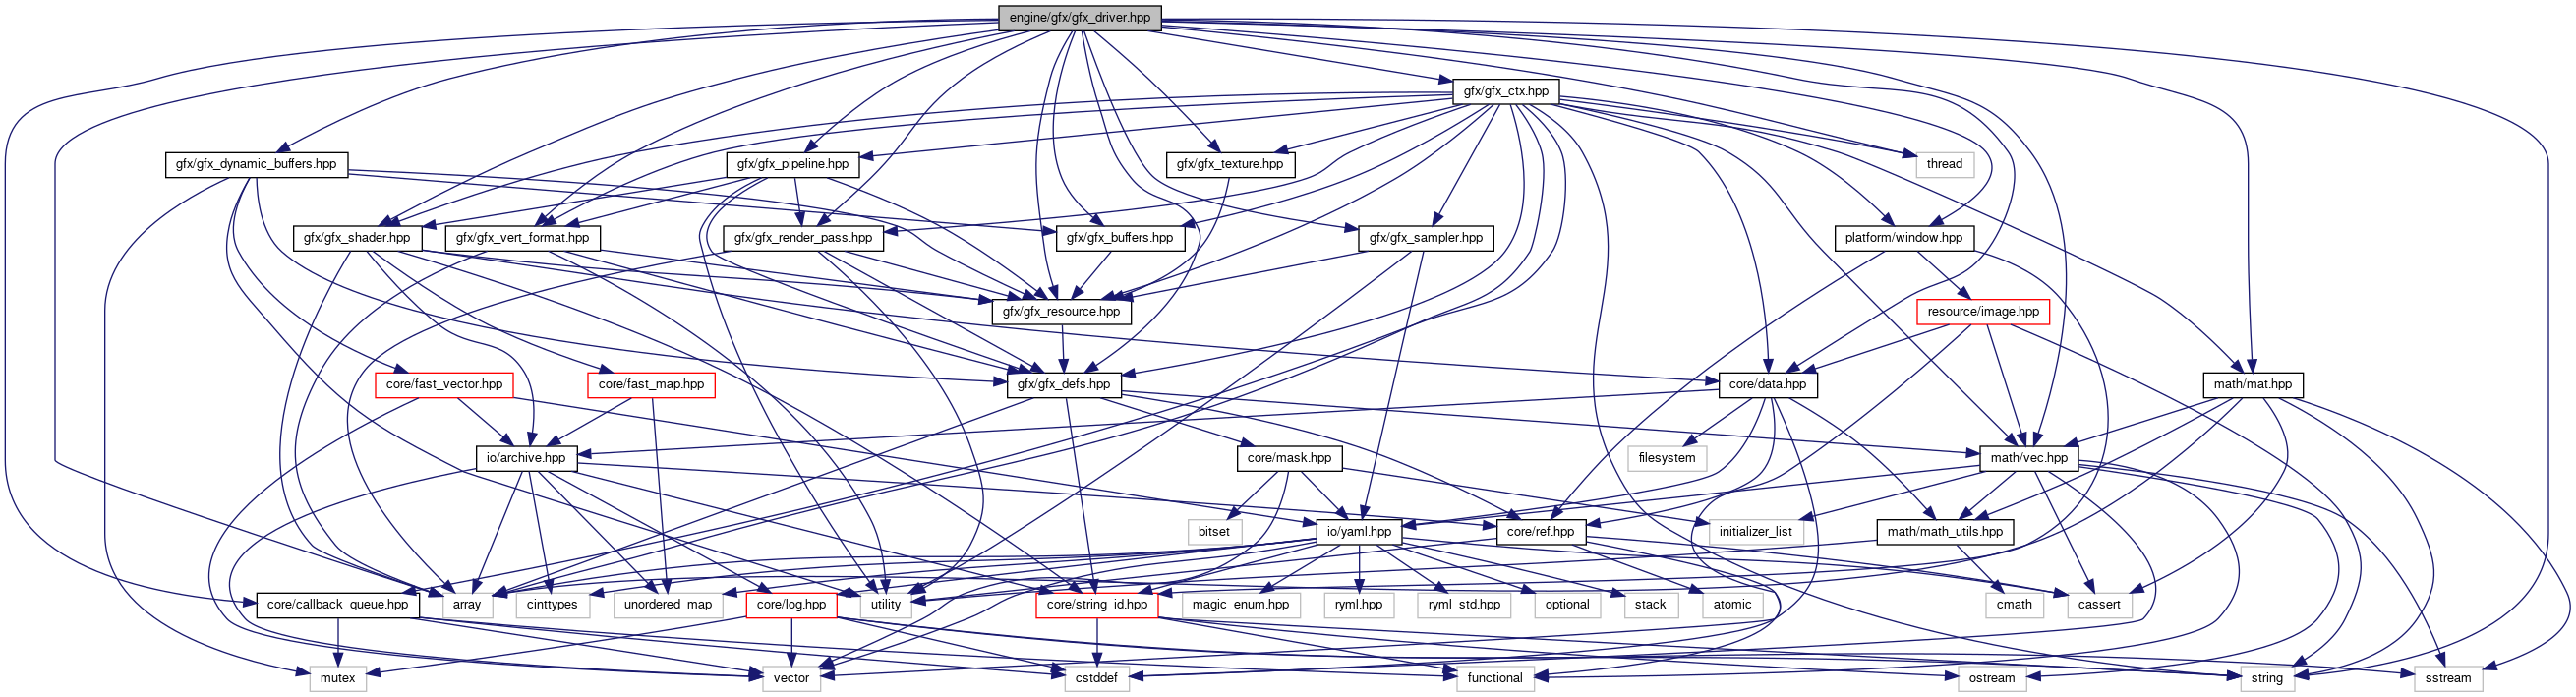 engine/gfx/gfx_driver.hpp
gfx/gfx_ctx.hpp
gfx/gfx_dynamic_buffers.hpp
gfx/gfx_pipeline.hpp
gfx/gfx_texture.hpp
thread
gfx/gfx_shader.hpp
gfx/gfx_vert_format.hpp
gfx/gfx_render_pass.hpp
gfx/gfx_buffers.hpp
gfx/gfx_sampler.hpp
platform/window.hpp
gfx/gfx_resource.hpp
resource/image.hpp
core/fast_vector.hpp
core/fast_map.hpp
gfx/gfx_defs.hpp
core/data.hpp
math/mat.hpp
io/archive.hpp
core/mask.hpp
filesystem
math/vec.hpp
bitset
io/yaml.hpp
core/ref.hpp
initializer_list
math/math_utils.hpp
core/callback_queue.hpp
array
cinttypes
unordered_map
core/log.hpp
utility
core/string_id.hpp
magic_enum.hpp
ryml.hpp
ryml_std.hpp
optional
stack
atomic
cmath
cassert
mutex
vector
cstddef
functional
ostream
string
sstream